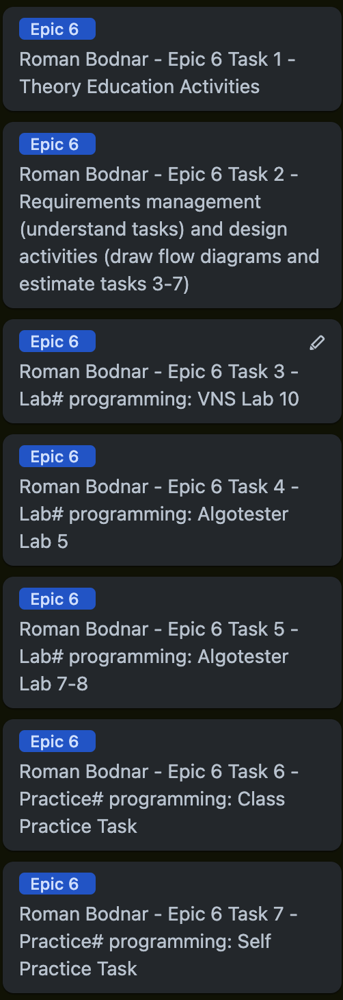 Epic 6
Roman Bodnar - Epic 6 Task 1 -
Theory Education Activities
Epic 6
Roman Bodnar - Epic 6 Task 2 -
Requirements management
(understand tasks) and design
activities (draw flow diagrams and
estimate tasks 3-7)
Epic 6
Roman Bodnar - Epic 6 Task 3 -
Lab# programming: VNS Lab 10
Epic 6
Roman Bodnar - Epic 6 Task 4 -
Lab# programming: Algotester
Lab 5
Epic 6
Roman Bodnar - Epic 6 Task 5 -
Lab# programming: Algotester
Lab 7-8
Epic 6
Roman Bodnar - Epic 6 Task 6 -
Practice# programming: Class
Practice Task
Epic 6
Roman Bodnar - Epic 6 Task 7 -
Practice# programming: Self
Practice Task